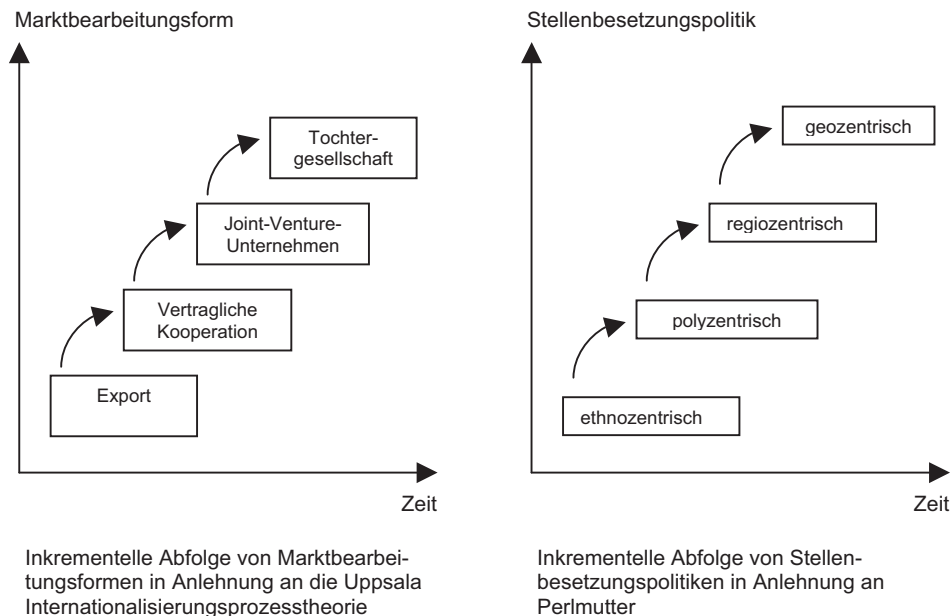 Marktbearbeitungsform
Tochter-
gesellschaft
Joint-Venture-
Unternehmen
Vertragliche
Kooperation
Export
Zeit
Inkrementelle Abfolge von Marktbearbei-
tungsformen in Anlehnung an die Uppsala
Internationalisierungsprozesstheorie
Stellenbesetzungspolitik
geozentrisch
regiozentrisch
polyzentrisch
ethnozentrisch
Zeit
Inkrementelle Abfolge von Stellen-
besetzungspolitiken in Anlehnung an
Perlmutter